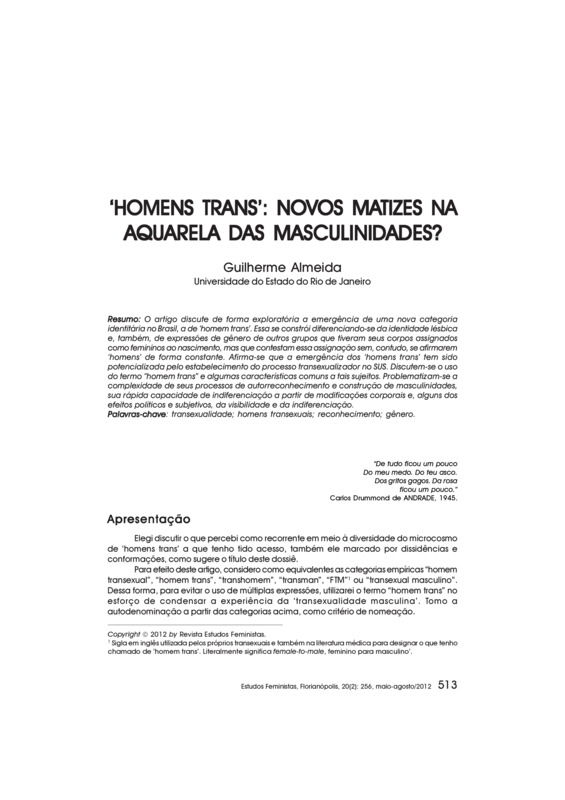 ‘HOMENS TRANS’: NOVOS MATIZES NA
AQUARELA DAS MASCULINIDADES?
Guilherme Almeida
Universidade do Estado do Rio de Janeiro
Resumo: O artigo discute de forma exploratória a emergência de uma nova categoria
identitária no Brasil, a de ‘homem trans’. Essa se constrói diferenciando-se da identidade lésbica
e, também, de expressões de gênero de outros grupos que tiveram seus corpos assignados
como femininos ao nascimento, mas que contestam essa assignação sem, contudo, se afirmarem
‘homens’ de forma constante. Afirma-se que a emergência dos ‘homens trans’ tem sido
potencializada pelo estabelecimento do processo transexualizador no SUS. Discutem-se o uso
do termo “homem trans” e algumas características comuns a tais sujeitos. Problematizam-se a
complexidade de seus processos de autorreconhecimento e construção de masculinidades,
sua rápida capacidade de indiferenciação a partir de modificações corporais e, alguns dos
efeitos políticos e subjetivos, da visibilidade e da indiferenciação.
Palavras-chave: transexualidade; homens transexuais; reconhecimento; gênero.
“De tudo ficou um pouco
Do meu medo. Do teu asco.
Dos gritos gagos. Da rosa
ficou um pouco.”
Carlos Drummond de ANDRADE, 1945.
Apresentação
Elegi discutir o que percebi como recorrente em meio à diversidade do microcosmo
de ‘homens trans’ a que tenho tido acesso, também ele marcado por dissidências e
conformações, como sugere o título deste dossiê.
Para efeito deste artigo, considero como equivalentes as categorias empíricas “homem
transexual”, “homem trans”, “transhomem”, “transman”, “FTM”¹ ou “transexual masculino”.
Dessa forma, para evitar o uso de múltiplas expressões, utilizarei o termo “homem trans” no
esforço de condensar a experiência da ‘transexualidade masculina’. Tomo a
autodenominação a partir das categorias acima, como critério de nomeação.
Copyright © 2012 by Revista Estudos Feministas.
¹ Sigla em inglês utilizada pelos próprios transexuais e também na literatura médica para designar o que tenho
chamado de ‘homem trans’. Literalmente significa female-to-male, feminino para masculino’.
Estudos Feministas, Florianópolis, 20(2): 256, maio-agosto/2012 513